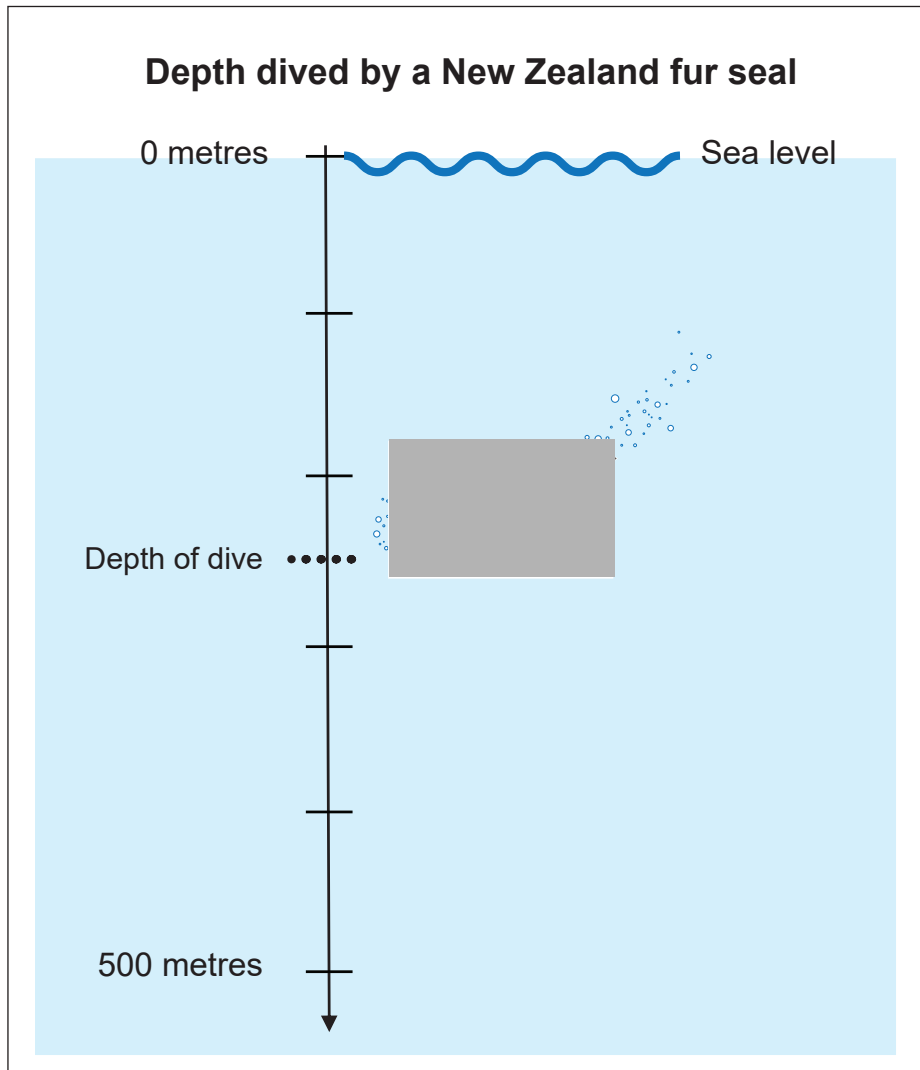 Depth dived by a New Zealand fur seal
0 metres
Sea level
Depth of dive
500 metres